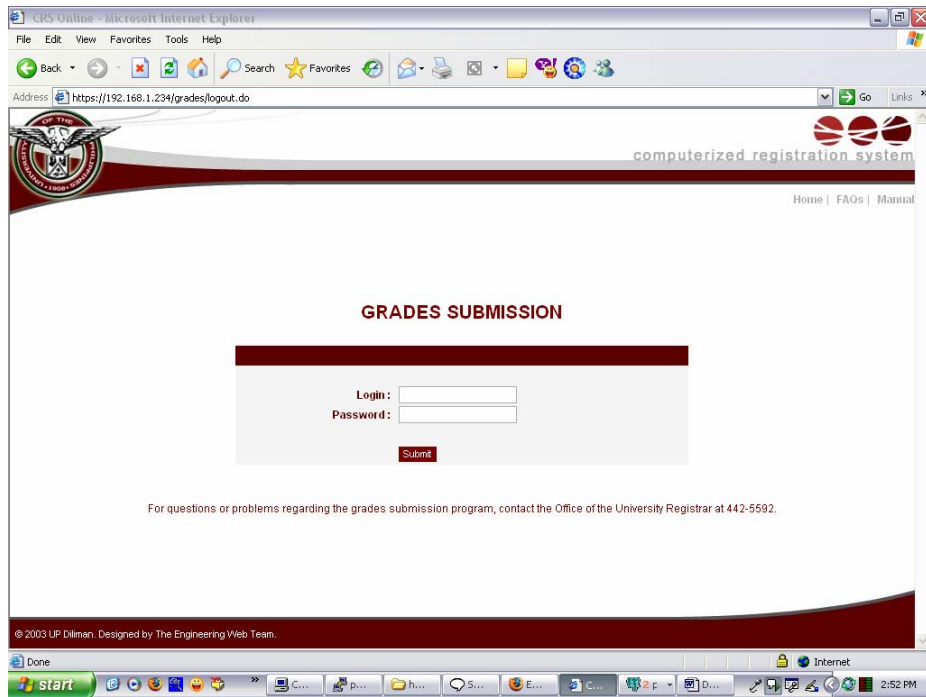 CRS Online - Microsoft Internet Explorer
File Edit View Favorites Tools Help
Back Search Favorites
Address https://192.168.1.234/grades/logout.do Go Links »
computerized registration system
Home | FAQs | Manual
GRADES SUBMISSION
Login :
Password :
Submit
For questions or problems regarding the grades submission program, contact the Office of the University Registrar at 442-5592.
© 2003 UP Diliman. Designed by The Engineering Web Team.
Done Internet
start » C... p... h... S... E... C... D... 2:52 PM